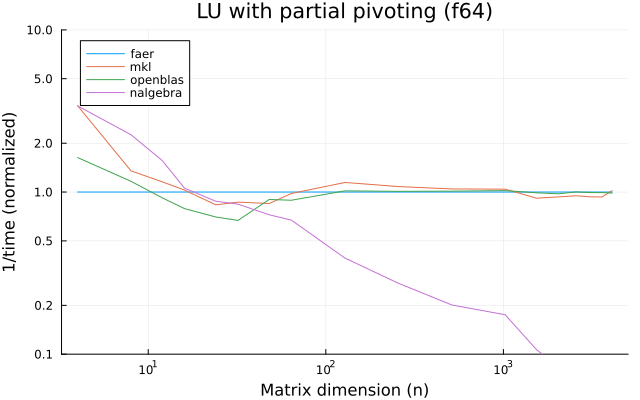 LU with partial pivoting (f64)
1/time (normalized)
10.0
5.0
2.0
1.0
0.5
0.2
0.1
faer
mkl
openblas
nalgebra
10¹
10²
10³
Matrix dimension (n)